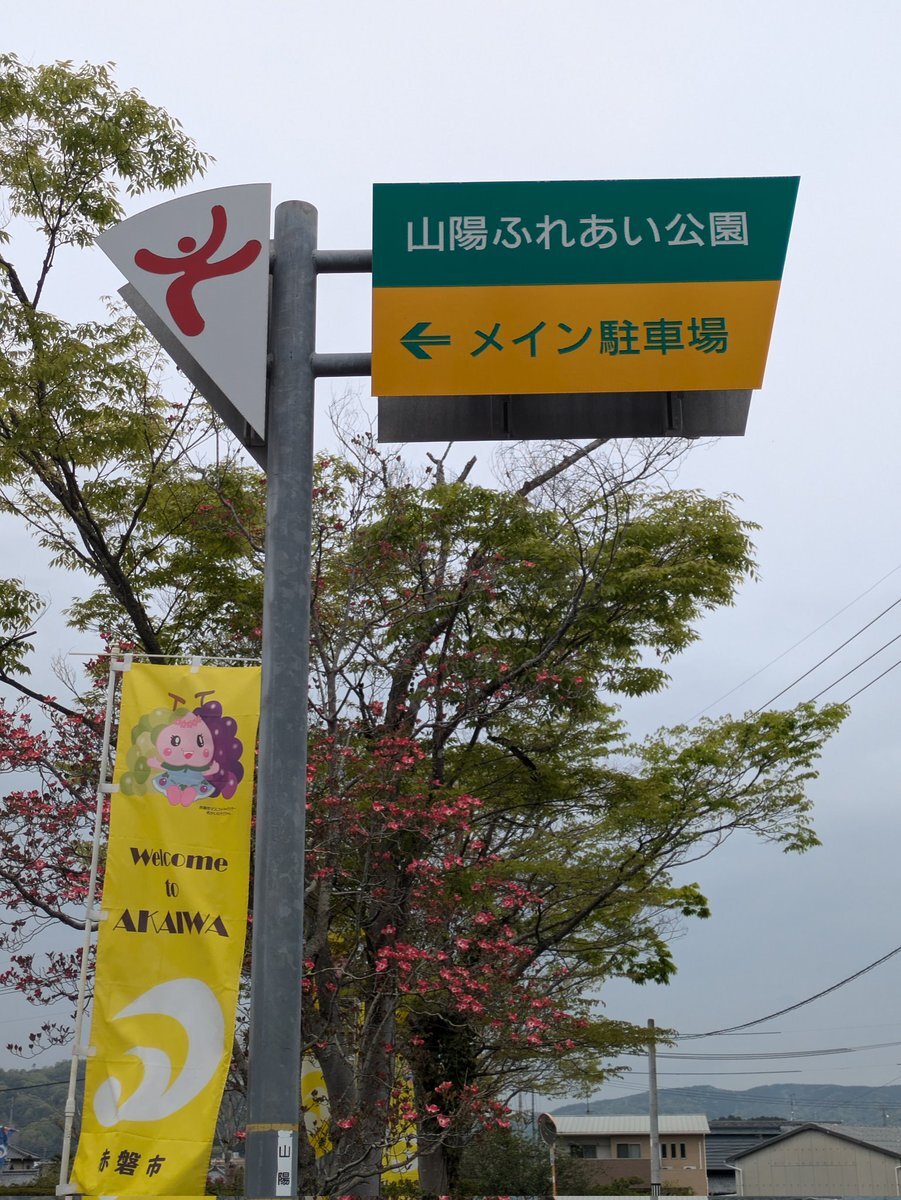 山陽ふれあい公園
← メイン駐車場
Welcome
to
AKAIWA
赤磐市
山陽